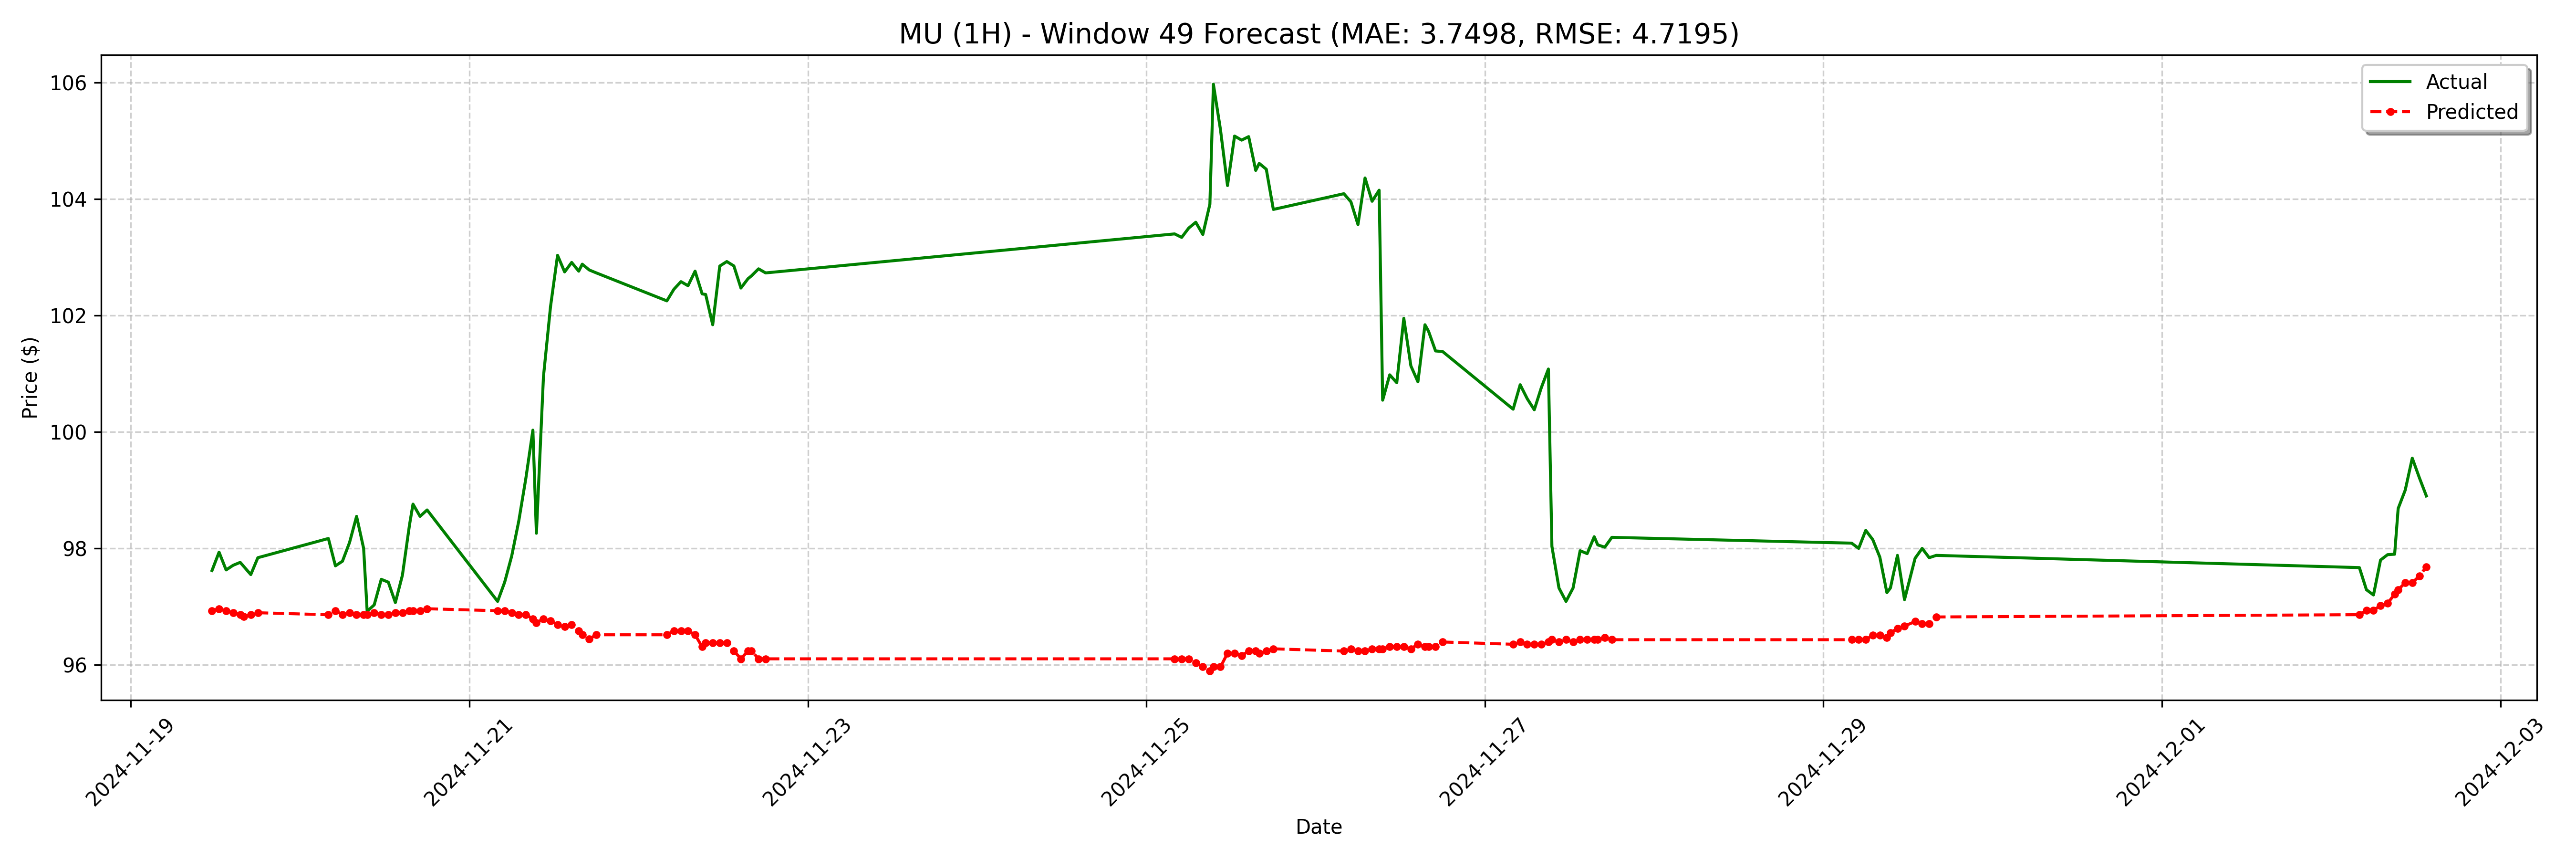 MU (1H) - Window 49 Forecast (MAE: 3.7498, RMSE: 4.7195)
Actual
Predicted
Price ($)
106
104
102
100
98
96
2024-11-19
2024-11-21
2024-11-23
2024-11-25
2024-11-27
2024-11-29
2024-12-01
2024-12-03
Date